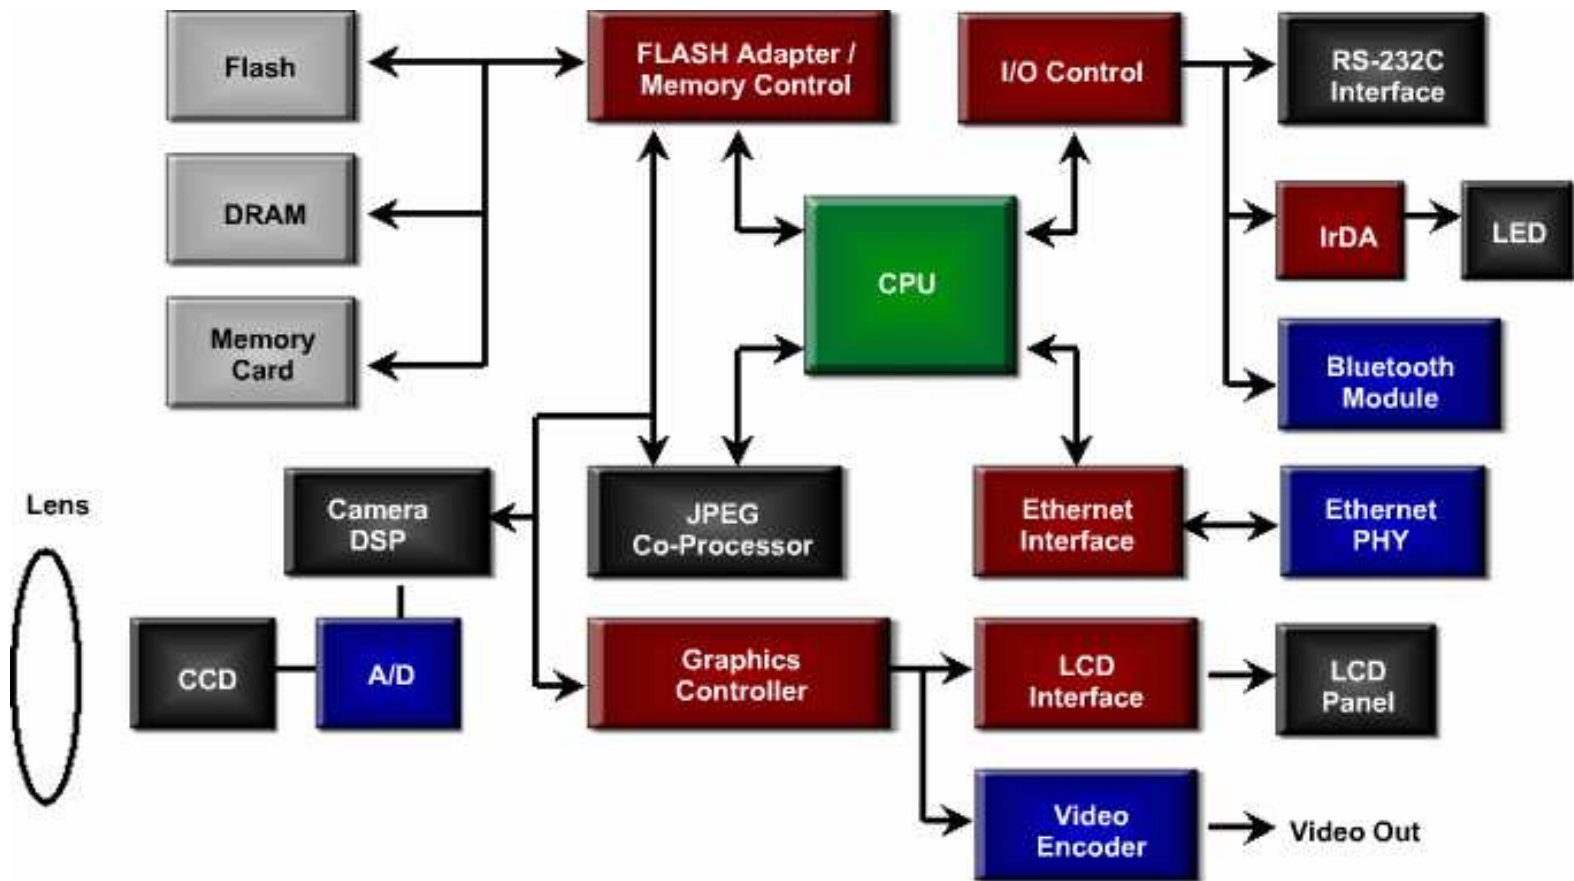 Flash
FLASH Adapter /
Memory Control
I/O Control
RS-232C
Interface
DRAM
IrDA
LED
CPU
Memory
Card
Bluetooth
Module
Lens
Camera
DSP
JPEG
Co-Processor
Ethernet
Interface
Ethernet
PHY
CCD
A/D
Graphics
Controller
LCD
Interface
LCD
Panel
Video
Encoder
Video Out